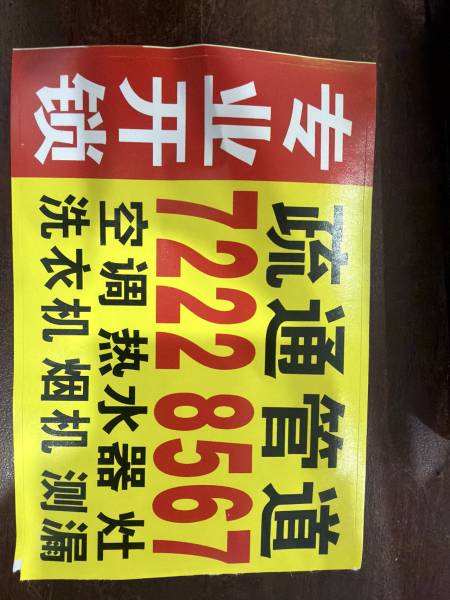 专业开锁
疏通管道
7222 8567
空调 热水器 灶
洗衣机 烟机 测漏